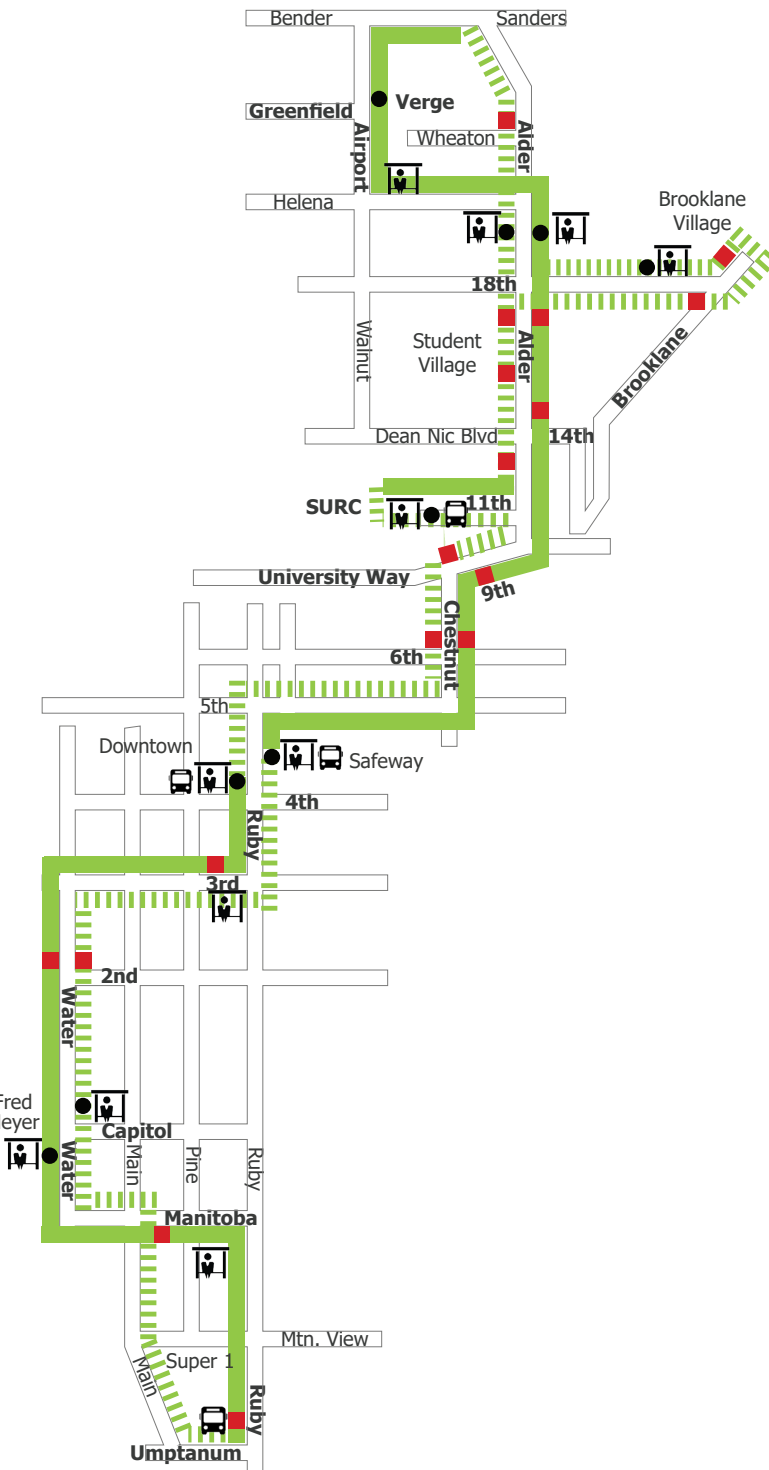 Bender
Sanders
Greenfield
Verge
Airport
Alder
Wheaton
Helena
Brooklane
Village
18th
Walnut
Student
Village
Alder
Brooklane
Dean Nic Blvd
14th
SURC
11th
University Way
9th
Chestnut
6th
5th
Downtown
Safeway
4th
Ruby
3rd
2nd
Water
Fred
Capitol
Water
Main
Pine
Ruby
Manitoba
Mtn. View
Super 1
Main
Ruby
Umptanum